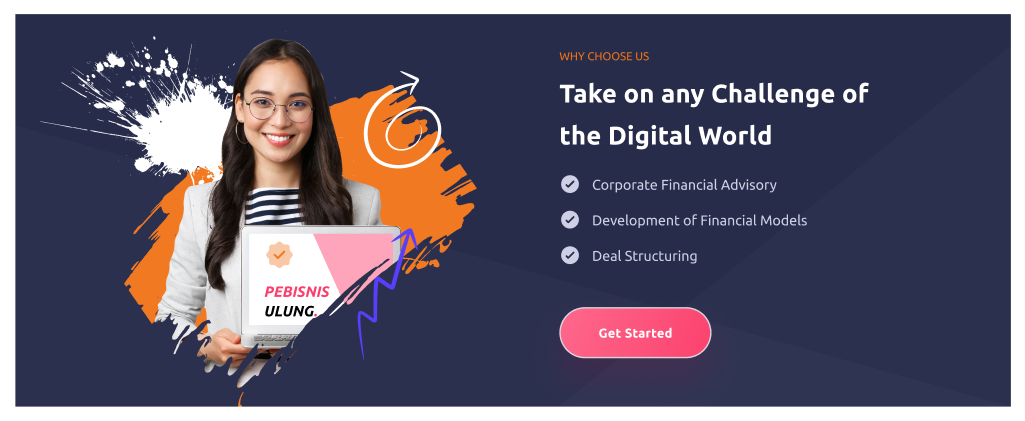 WHY CHOOSE US
Take on any Challenge of
the Digital World
Corporate Financial Advisory
Development of Financial Models
Deal Structuring
Get Started
PEBISNIS
ULUNG.